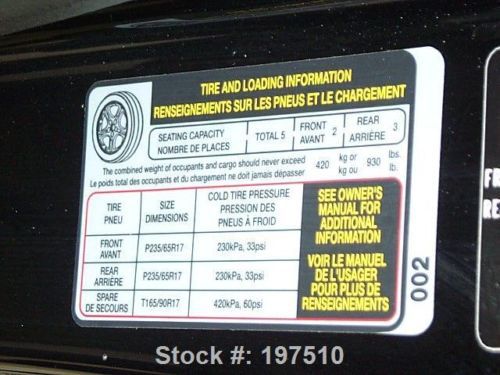 TIRE AND LOADING INFORMATION
RENSEIGNEMENTS SUR LES PNEUS ET LE CHARGEMENT
SEATING CAPACITY
NOMBRE DE PLACES
TOTAL 5
FRONT
AVANT
2
REAR
ARRIÈRE
3
The combined weight of occupants and cargo should never exceed
Le poids total des occupants et du chargement ne doit jamais dépasser
420
kg or
kg ou
930
lbs.
lb.
TIRE
PNEU
SIZE
DIMENSIONS
COLD TIRE PRESSURE
PRESSION DES
PNEUS À FROID
FRONT
AVANT
P235/65R17
230kPa, 33psi
REAR
ARRIÈRE
P235/65R17
230kPa, 33psi
SPARE
DE SECOURS
T165/90R17
420kPa, 60psi
SEE OWNER'S
MANUAL FOR
ADDITIONAL
INFORMATION
VOIR LE MANUEL
DE L'USAGER
POUR PLUS DE
RENSEIGNEMENTS
002
Stock #: 197510